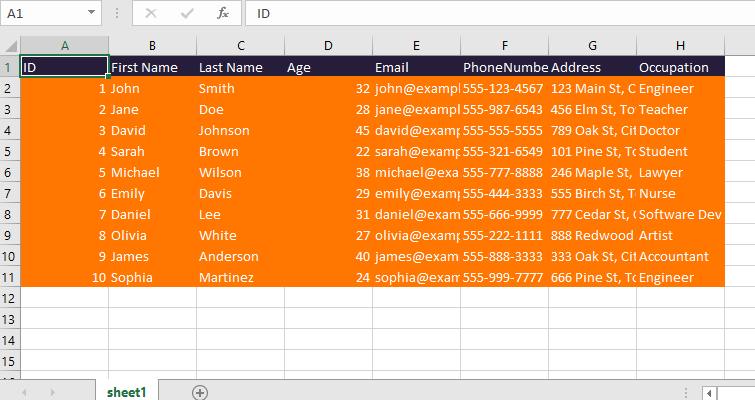 A1 fx ID
A B C D E F G H
1 ID First Name Last Name Age Email PhoneNumbe Address Occupation
2 1 John Smith 32 john@exampl 555-123-4567 123 Main St, C Engineer
3 2 Jane Doe 28 jane@exampl 555-987-6543 456 Elm St, To Teacher
4 3 David Johnson 45 david@examp 555-555-5555 789 Oak St, Cit Doctor
5 4 Sarah Brown 22 sarah@examp 555-321-6549 101 Pine St, To Student
6 5 Michael Wilson 38 michael@exa 555-777-8888 246 Maple St, Lawyer
7 6 Emily Davis 29 emily@examp 555-444-3333 555 Birch St, T Nurse
8 7 Daniel Lee 31 daniel@exam 555-666-9999 777 Cedar St, Software Dev
9 8 Olivia White 27 olivia@examp 555-222-1111 888 Redwood Artist
10 9 James Anderson 40 james@exam 555-888-3333 333 Oak St, Cit Accountant
11 10 Sophia Martinez 24 sophia@exam 555-999-7777 666 Pine St, To Engineer
12
13
14
15
sheet1